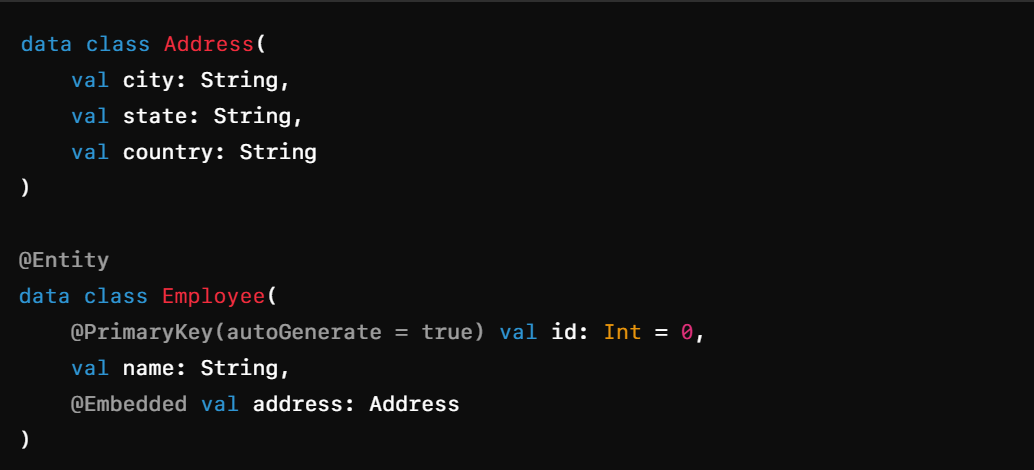 data class Address(
    val city: String,
    val state: String,
    val country: String
)
@Entity
data class Employee(
    @PrimaryKey(autoGenerate = true) val id: Int = 0,
    val name: String,
    @Embedded val address: Address
)